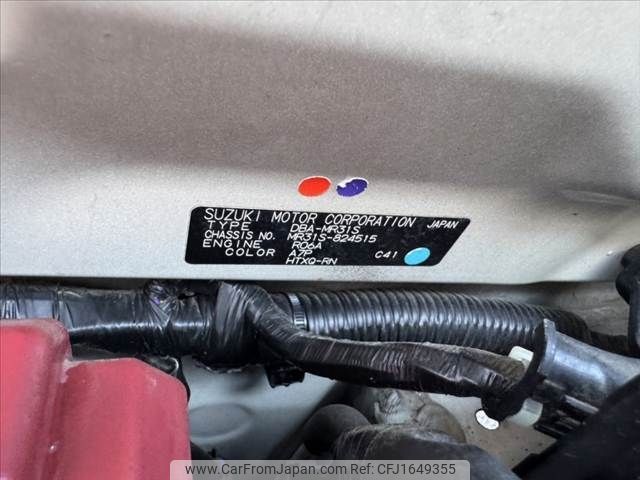 SUZUKI MOTOR CORPORATION JAPAN
TYPE DBA-MR31S
CHASSIS NO. MR31S-824515
ENGINE R06A
COLOR A7P C41
HTXQ-RN
www.CarFromJapan.com | Ref No: CFJ1649355